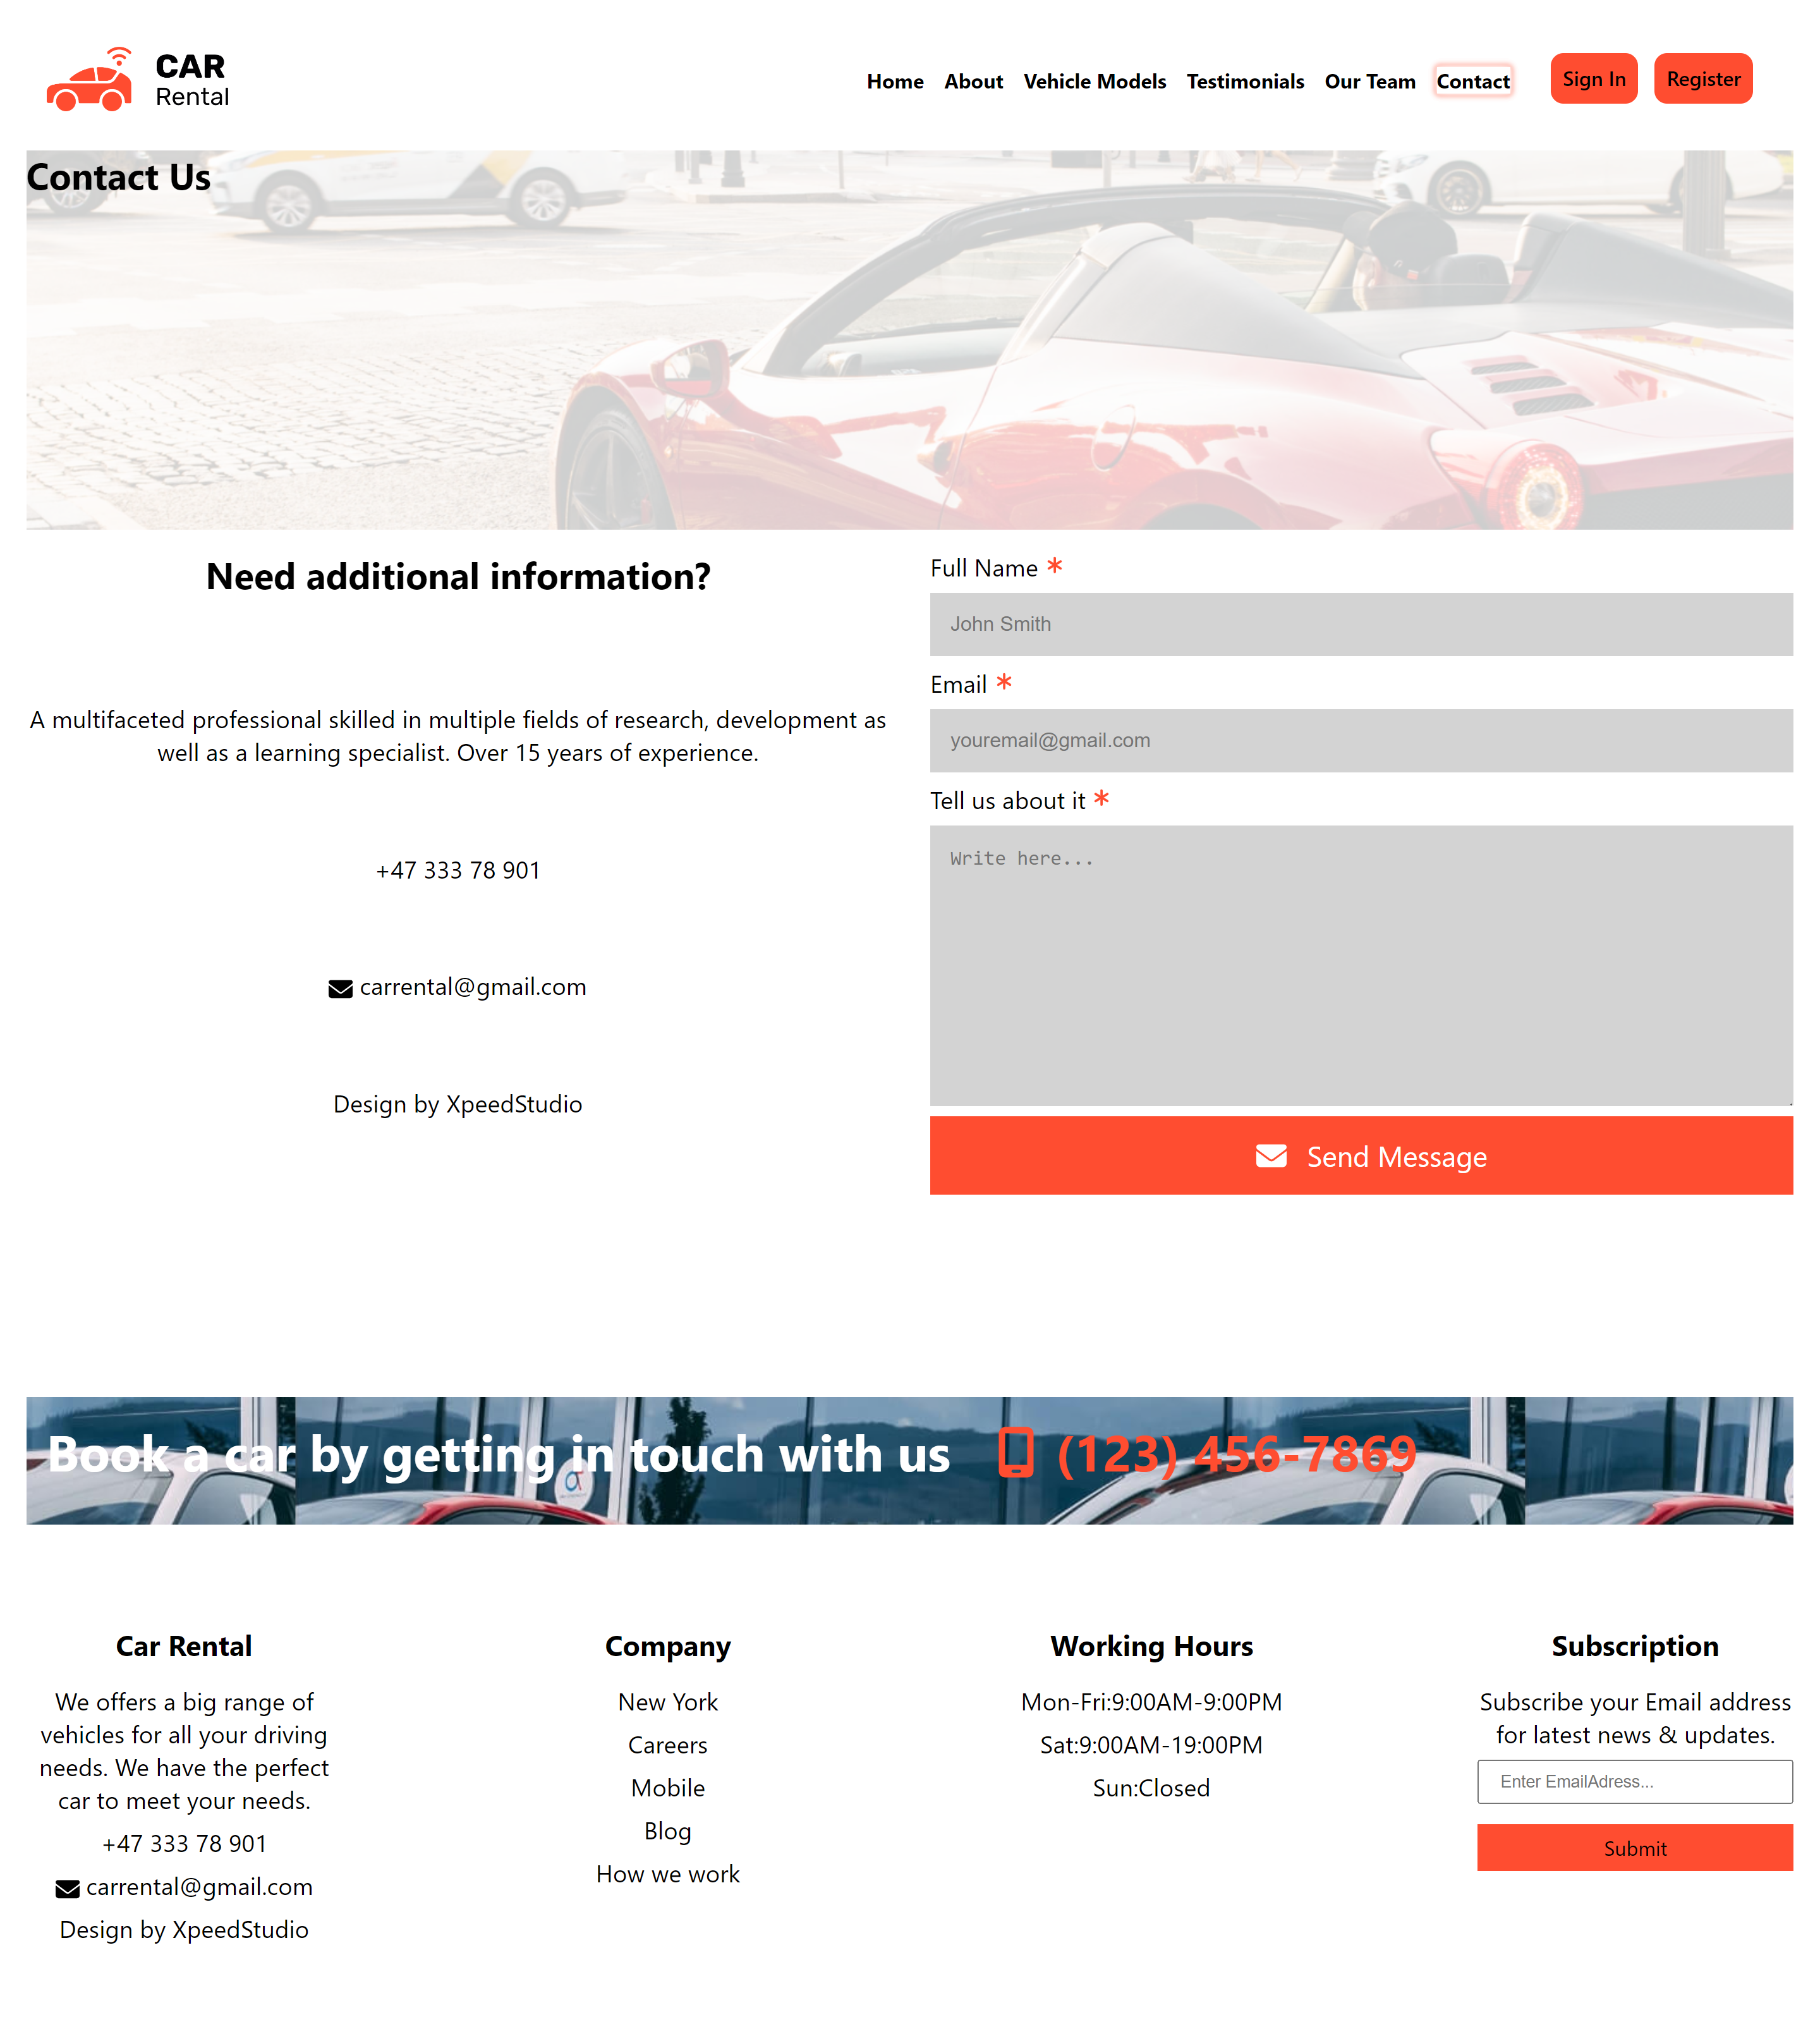 CAR
Rental
Home About Vehicle Models Testimonials Our Team Contact Sign In Register
Contact Us
Need additional information?
A multifaceted professional skilled in multiple fields of research, development as
well as a learning specialist. Over 15 years of experience.
+47 333 78 901
carrental@gmail.com
Design by XpeedStudio
Full Name *
John Smith
Email *
youremail@gmail.com
Tell us about it *
Write here...
Send Message
Book a car by getting in touch with us (123) 456-7869
Car Rental
We offers a big range of
vehicles for all your driving
needs. We have the perfect
car to meet your needs.
+47 333 78 901
carrental@gmail.com
Design by XpeedStudio
Company
New York
Careers
Mobile
Blog
How we work
Working Hours
Mon-Fri:9:00AM-9:00PM
Sat:9:00AM-19:00PM
Sun:Closed
Subscription
Subscribe your Email address
for latest news & updates.
Enter EmailAdress...
Submit